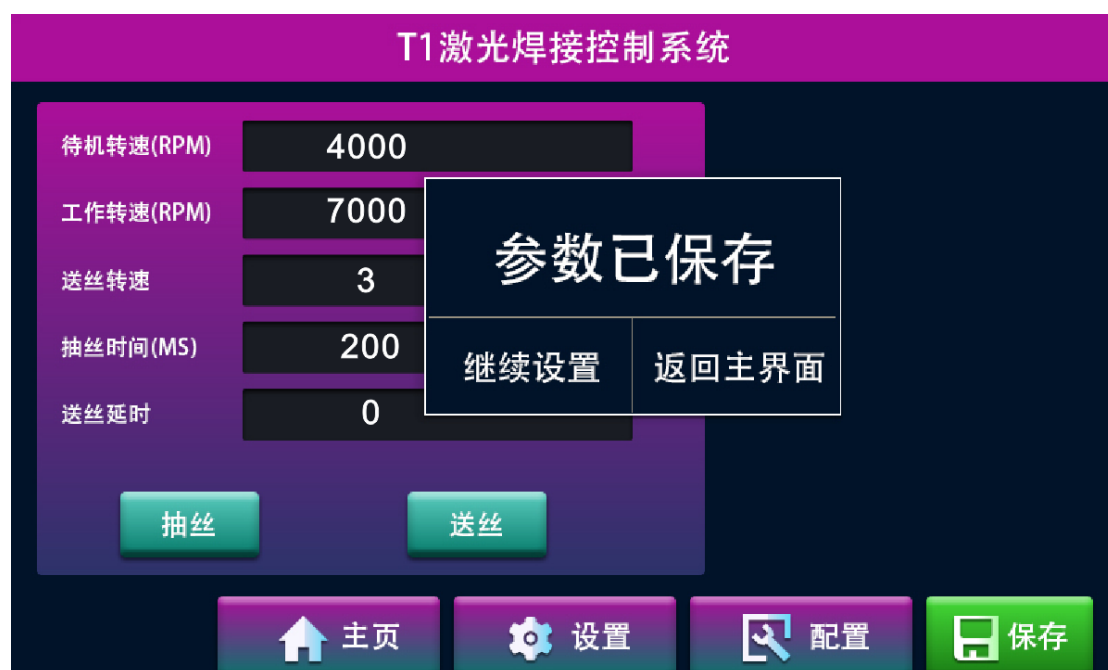 T1激光焊接控制系统
待机转速(RPM) 4000
工作转速(RPM) 7000
送丝转速 3
抽丝时间(MS) 200
送丝延时 0
参数已保存
继续设置 返回主界面
抽丝 送丝
主页 设置 配置 保存